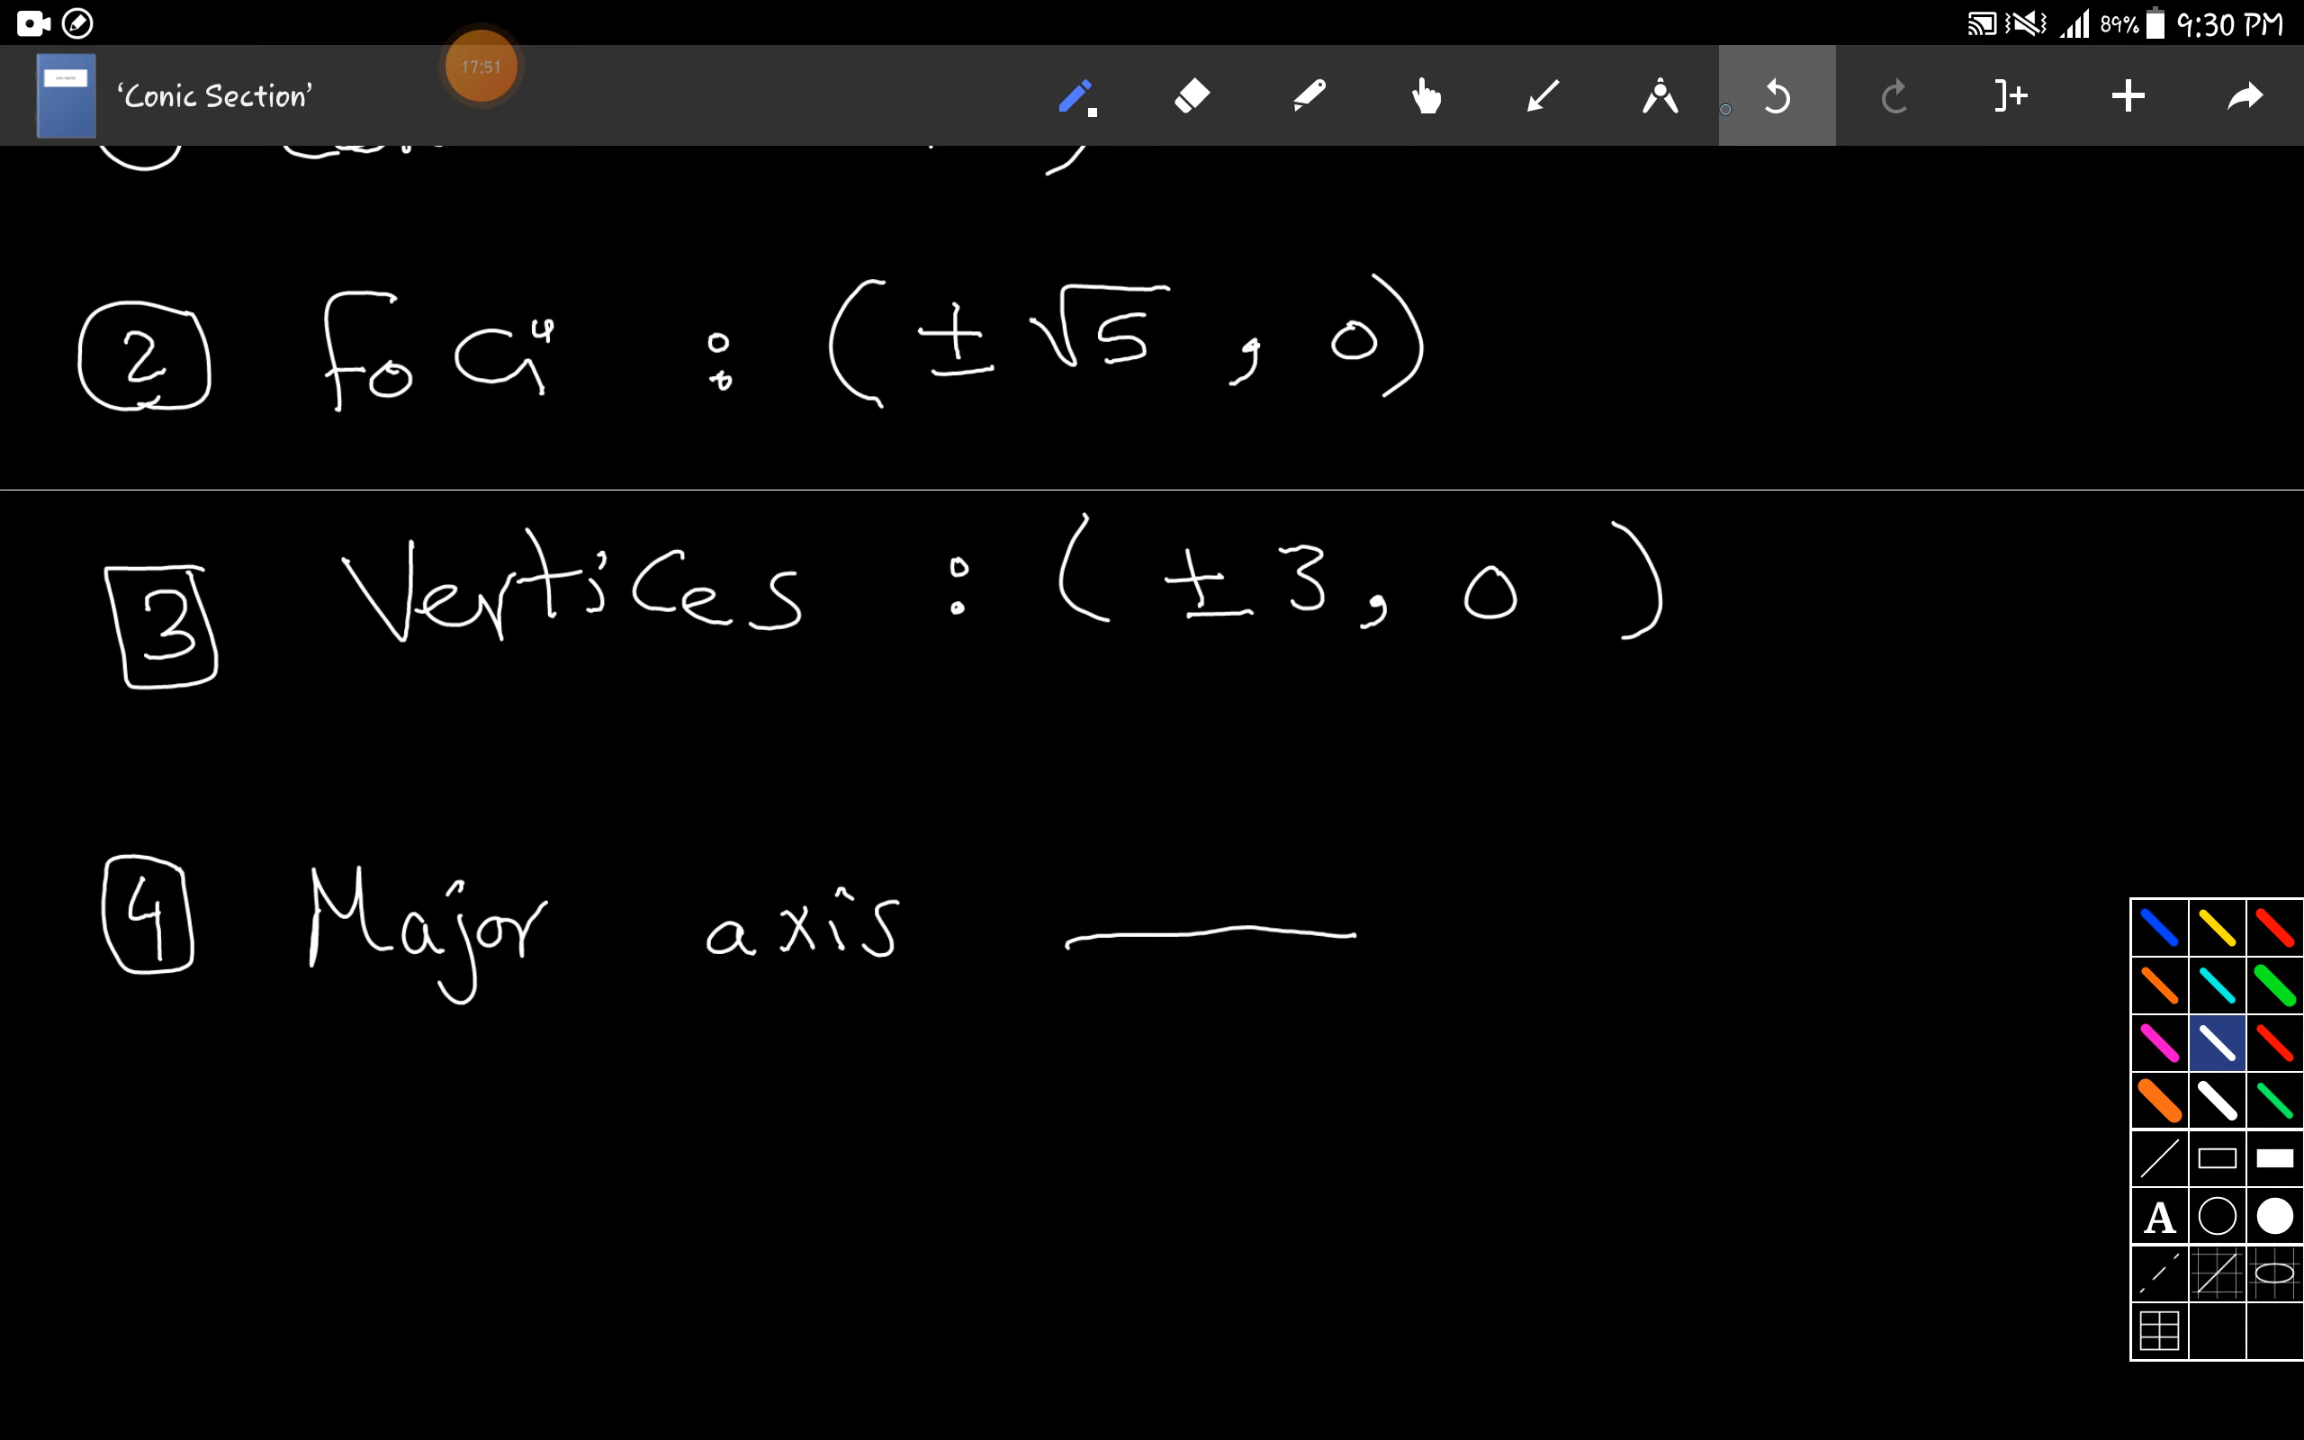 89% 9:30 PM
'Conic Section' 17:51
2 Foci : (±√5, 0)
3 Vertices : (±3, 0)
4 Major axis —
A